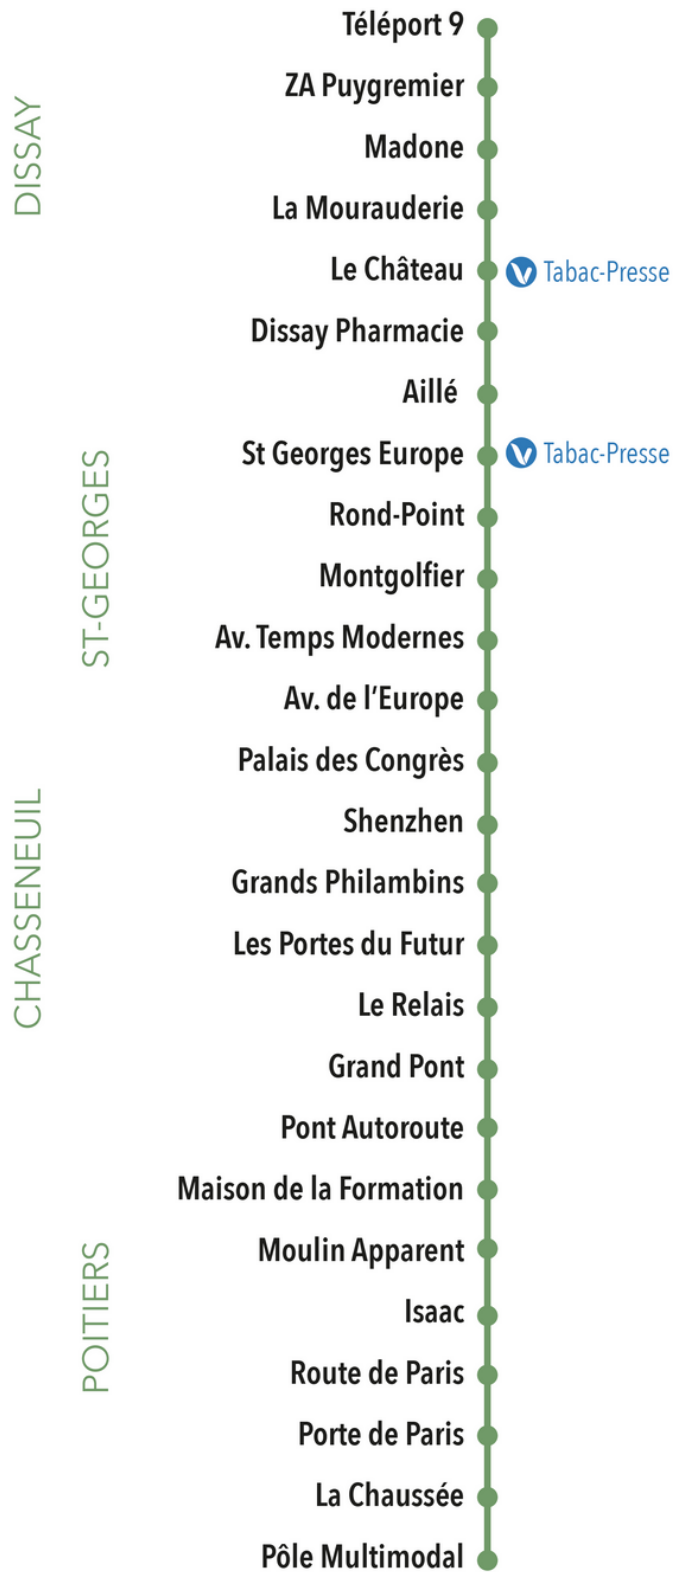 Téléport 9
ZA Puygremier
DISSAY
Madone
La Mourauderie
Le Château
Tabac-Presse
Dissay Pharmacie
Aillé
St Georges Europe
Tabac-Presse
Rond-Point
ST-GEORGES
Montgolfier
Av. Temps Modernes
Av. de l'Europe
Palais des Congrès
Shenzhen
Grands Philambins
CHASSENEUIL
Les Portes du Futur
Le Relais
Grand Pont
Pont Autoroute
Maison de la Formation
Moulin Apparent
Isaac
POITIERS
Route de Paris
Porte de Paris
La Chaussée
Pôle Multimodal